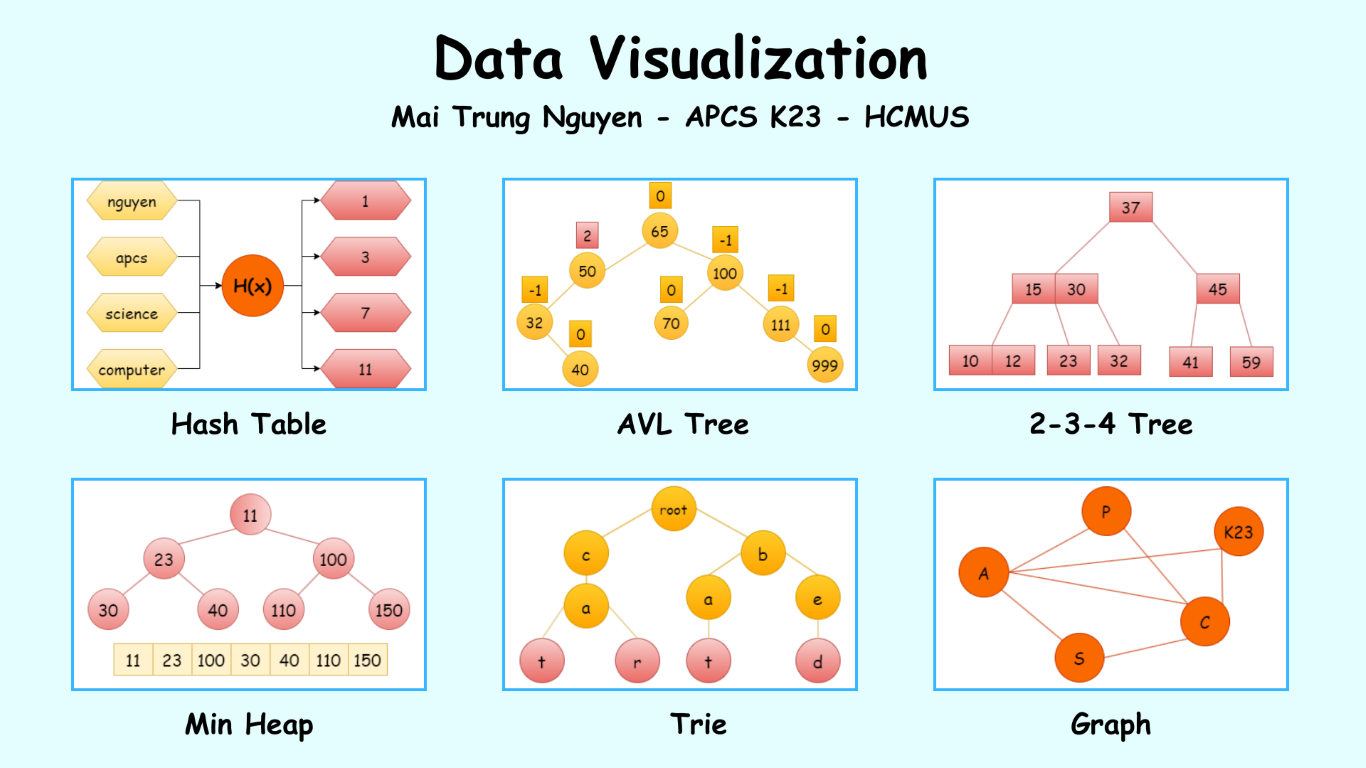 Data Visualization
Mai Trung Nguyen - APCS K23 - HCMUS
nguyen
apcs
science
computer
H(x)
1
3
7
11
Hash Table
0
65
2
50
-1
100
-1
32
0
70
-1
111
0
40
0
999
AVL Tree
37
15 30
45
10 12
23
32
41
59
2-3-4 Tree
11
23
100
30
40
110
150
11 23 100 30 40 110 150
Min Heap
root
c
b
a
a
e
t
r
t
d
Trie
P
K23
A
C
S
Graph